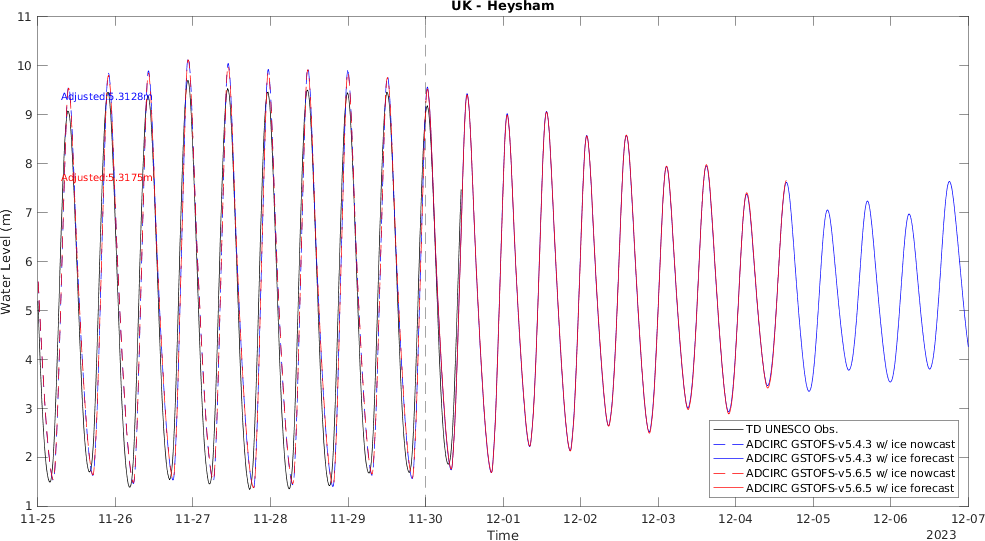 UK - Heysham
11
10
9
8
7
6
5
4
3
2
1
Water Level (m)
Adjusted:5.3128m
Adjusted:5.3175m
TD UNESCO Obs.
ADCIRC GSTOFS-v5.4.3 w/ ice nowcast
ADCIRC GSTOFS-v5.4.3 w/ ice forecast
ADCIRC GSTOFS-v5.6.5 w/ ice nowcast
ADCIRC GSTOFS-v5.6.5 w/ ice forecast
11-25 11-26 11-27 11-28 11-29 11-30 12-01 12-02 12-03 12-04 12-05 12-06 12-07
Time
2023